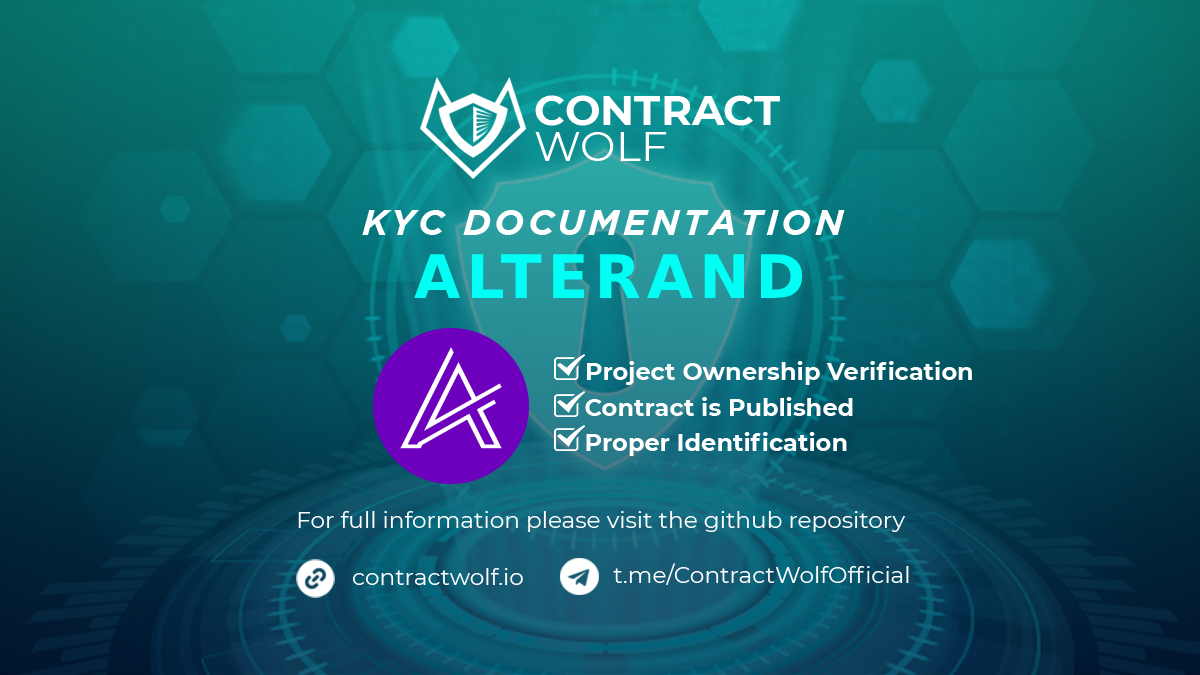 CONTRACT
WOLF
KYC DOCUMENTATION
ALTERAND
Project Ownership Verification
Contract is Published
Proper Identification
For full information please visit the github repository
contractwolf.io
t.me/ContractWolfOfficial